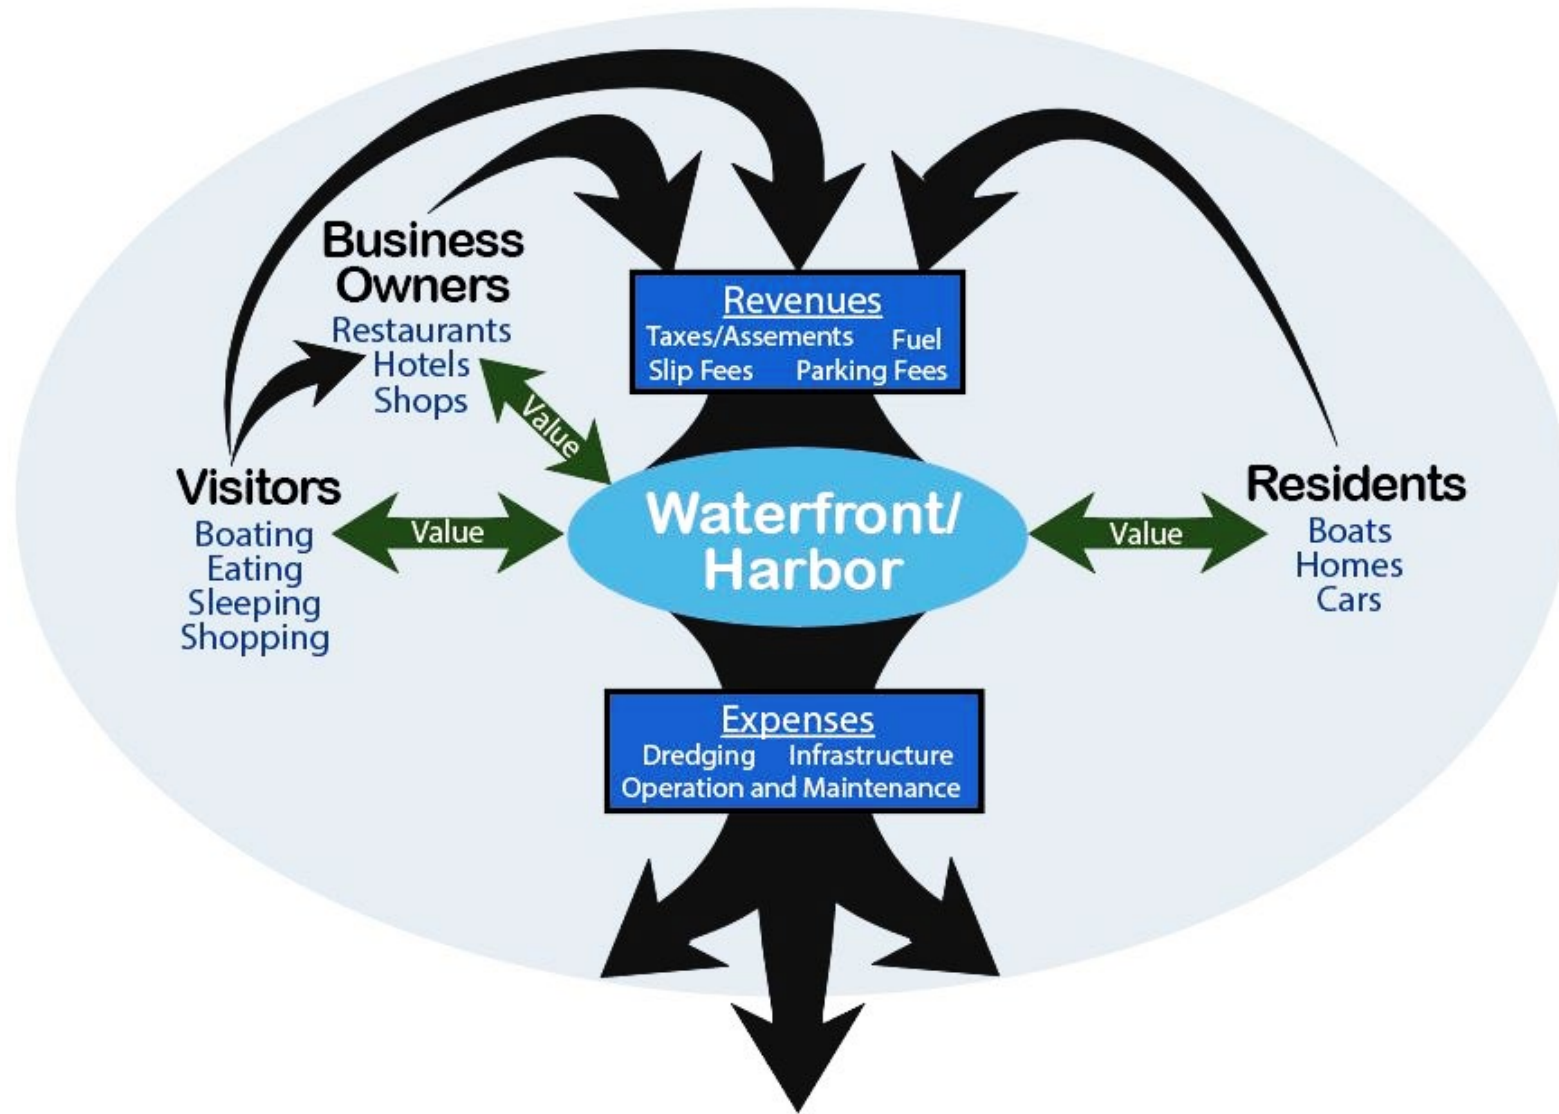 Business
Owners
Restaurants
Hotels
Shops
Revenues
Taxes/Assements Fuel
Slip Fees Parking Fees
Value
Visitors
Boating
Eating
Sleeping
Shopping
Value
Waterfront/
Harbor
Value
Residents
Boats
Homes
Cars
Expenses
Dredging Infrastructure
Operation and Maintenance